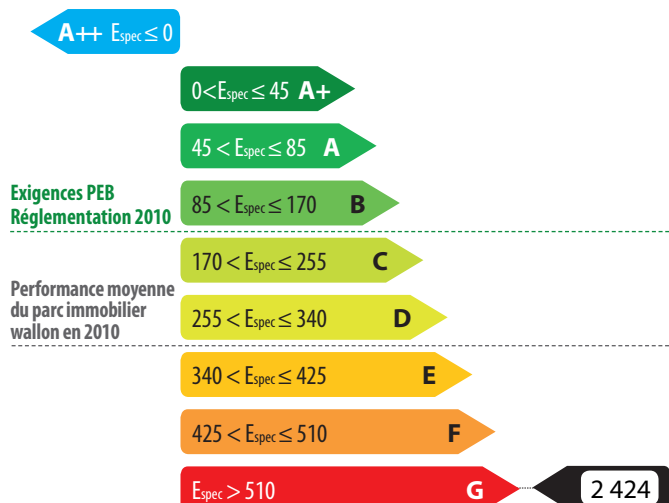 A++ Espec ≤ 0
0<Espec ≤ 45 A+
45 < Espec ≤ 85 A
Exigences PEB
Réglementation 2010
85 < Espec ≤ 170 B
170 < Espec ≤ 255 C
Performance moyenne
du parc immobilier
wallon en 2010
255 < Espec ≤ 340 D
340 < Espec ≤ 425 E
425 < Espec ≤ 510 F
Espec > 510 G
2 424